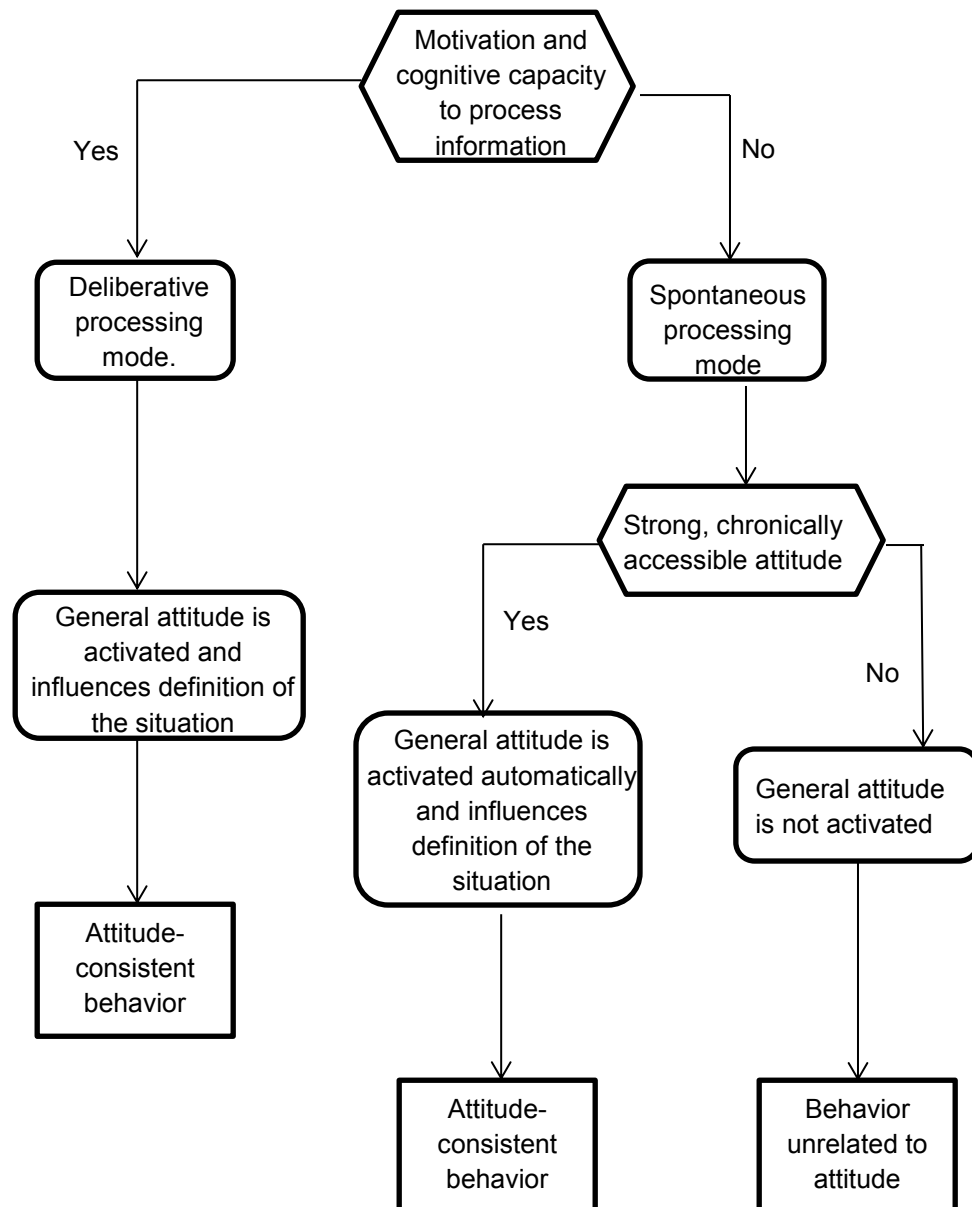 Motivation and
cognitive capacity
to process
information
Yes
No
Deliberative
processing
mode.
Spontaneous
processing
mode
Strong, chronically
accessible attitude
Yes
No
General attitude is
activated and
influences definition of
the situation
General attitude is
activated automatically
and influences
definition of the
situation
General attitude
is not activated
Attitude-
consistent
behavior
Attitude-
consistent
behavior
Behavior
unrelated to
attitude